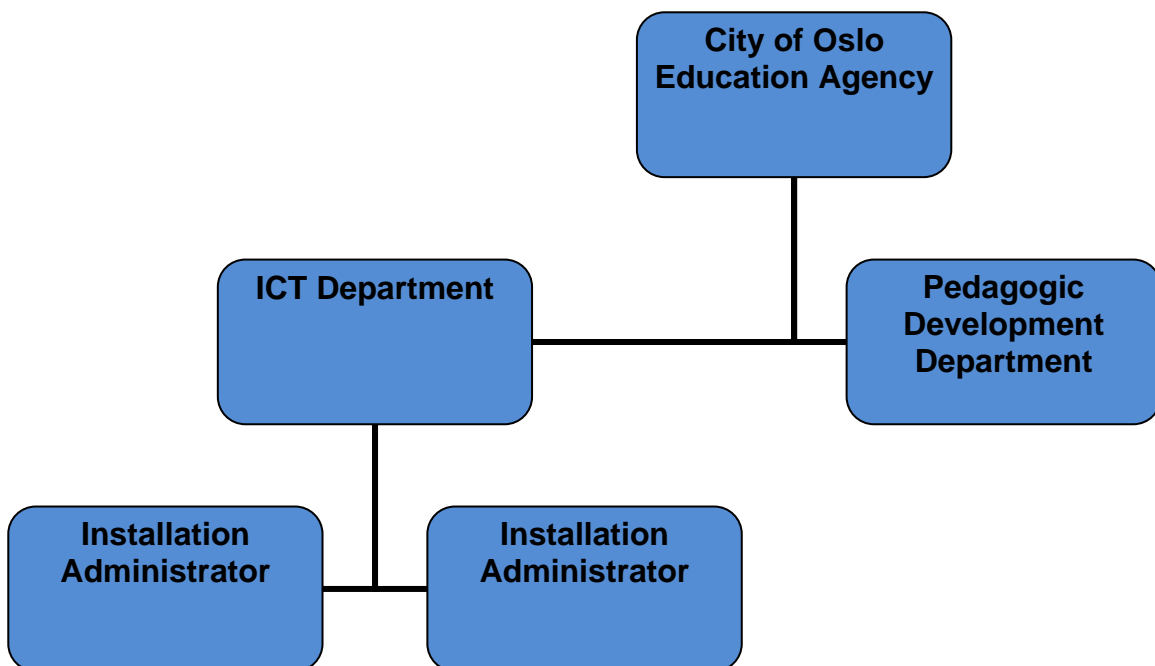 City of Oslo
Education Agency
ICT Department
Pedagogic
Development
Department
Installation
Administrator
Installation
Administrator